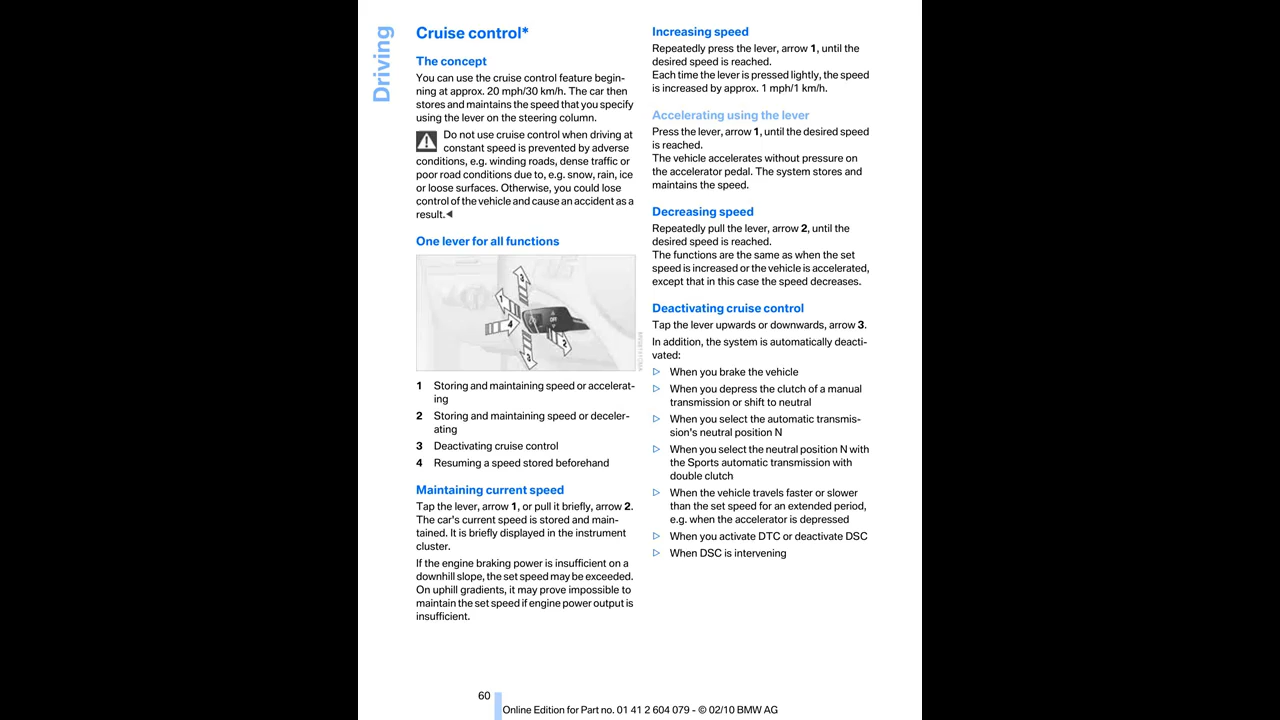 Driving
Cruise control*
The concept
You can use the cruise control feature begin-
ning at approx. 20 mph/30 km/h. The car then
stores and maintains the speed that you specify
using the lever on the steering column.
Do not use cruise control when driving at
constant speed is prevented by adverse
conditions, e.g. winding roads, dense traffic or
poor road conditions due to, e.g. snow, rain, ice
or loose surfaces. Otherwise, you could lose
control of the vehicle and cause an accident as a
result.◀
One lever for all functions
3
1
4
OFF
2
3
1 Storing and maintaining speed or accelerat-
ing
2 Storing and maintaining speed or deceler-
ating
3 Deactivating cruise control
4 Resuming a speed stored beforehand
Maintaining current speed
Tap the lever, arrow 1, or pull it briefly, arrow 2.
The car's current speed is stored and main-
tained. It is briefly displayed in the instrument
cluster.
If the engine braking power is insufficient on a
downhill slope, the set speed may be exceeded.
On uphill gradients, it may prove impossible to
maintain the set speed if engine power output is
insufficient.
Increasing speed
Repeatedly press the lever, arrow 1, until the
desired speed is reached.
Each time the lever is pressed lightly, the speed
is increased by approx. 1 mph/1 km/h.
Accelerating using the lever
Press the lever, arrow 1, until the desired speed
is reached.
The vehicle accelerates without pressure on
the accelerator pedal. The system stores and
maintains the speed.
Decreasing speed
Repeatedly pull the lever, arrow 2, until the
desired speed is reached.
The functions are the same as when the set
speed is increased or the vehicle is accelerated,
except that in this case the speed decreases.
Deactivating cruise control
Tap the lever upwards or downwards, arrow 3.
In addition, the system is automatically deacti-
vated:
▷ When you brake the vehicle
▷ When you depress the clutch of a manual
transmission or shift to neutral
▷ When you select the automatic transmis-
sion's neutral position N
▷ When you select the neutral position N with
the Sports automatic transmission with
double clutch
▷ When the vehicle travels faster or slower
than the set speed for an extended period,
e.g. when the accelerator is depressed
▷ When you activate DTC or deactivate DSC
▷ When DSC is intervening
60
Online Edition for Part no. 01 41 2 604 079 - © 02/10 BMW AG